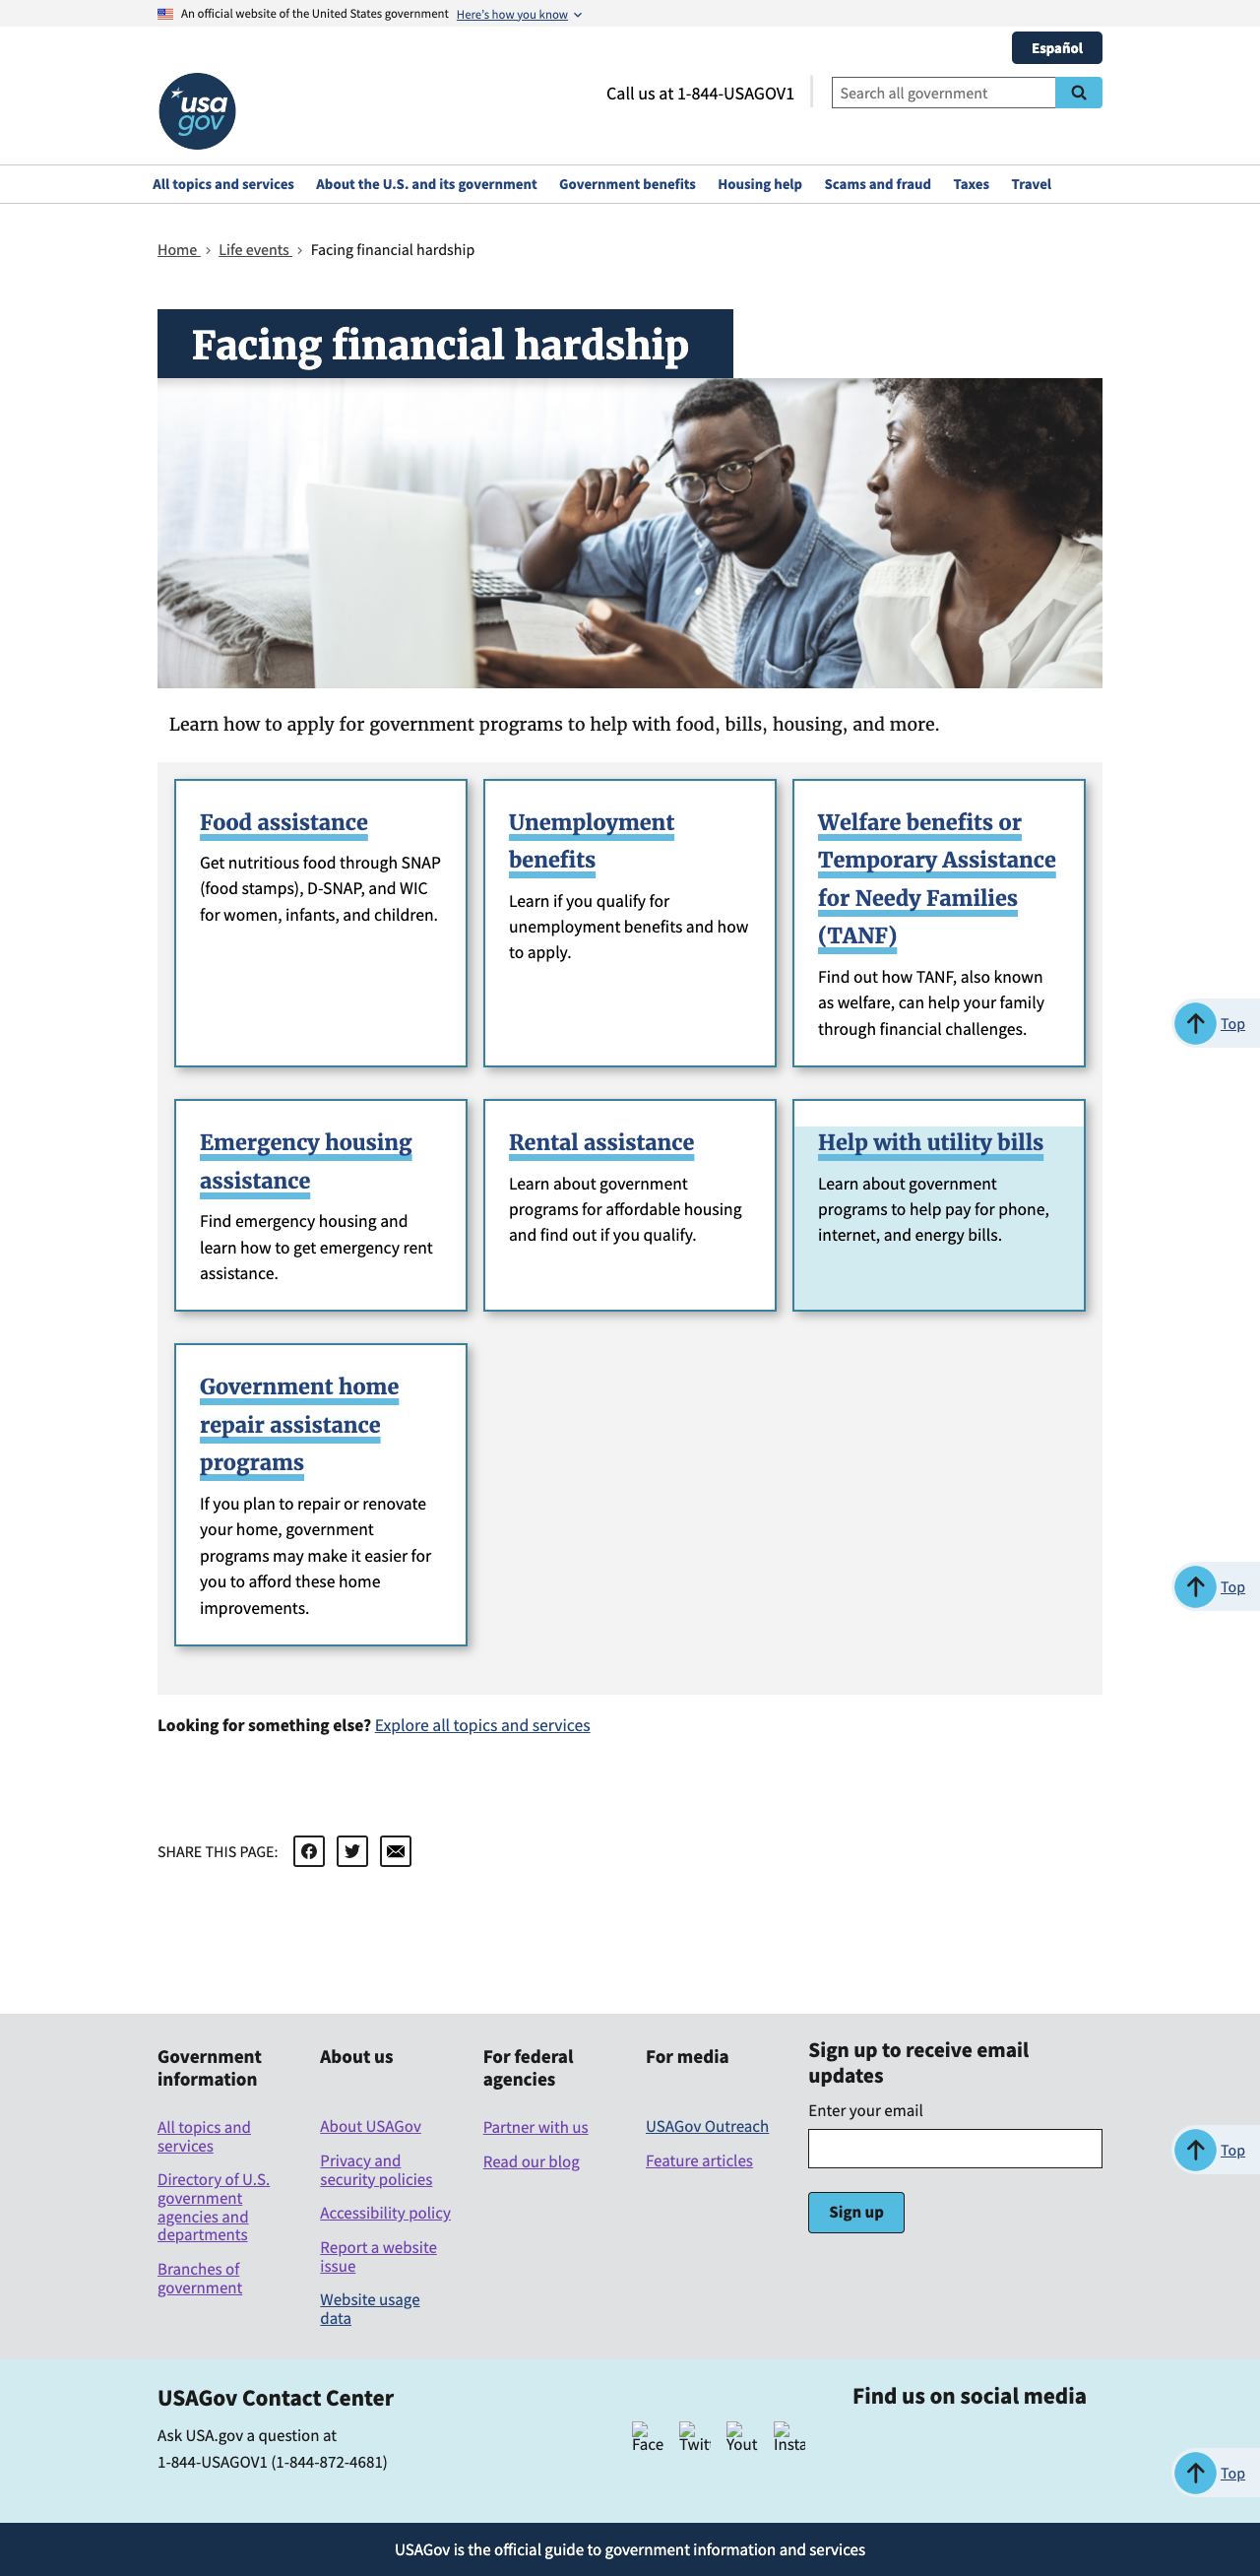 An official website of the United States government Here's how you know
Español
usa
gov
Call us at 1-844-USAGOV1
Search all government
All topics and services About the U.S. and its government Government benefits Housing help Scams and fraud Taxes Travel
Home Life events Facing financial hardship
Facing financial hardship
Learn how to apply for government programs to help with food, bills, housing, and more.
Food assistance
Get nutritious food through SNAP
(food stamps), D-SNAP, and WIC
for women, infants, and children.
Unemployment
benefits
Learn if you qualify for
unemployment benefits and how
to apply.
Welfare benefits or
Temporary Assistance
for Needy Families
(TANF)
Find out how TANF, also known
as welfare, can help your family
through financial challenges.
Top
Emergency housing
assistance
Find emergency housing and
learn how to get emergency rent
assistance.
Rental assistance
Learn about government
programs for affordable housing
and find out if you qualify.
Help with utility bills
Learn about government
programs to help pay for phone,
internet, and energy bills.
Government home
repair assistance
programs
If you plan to repair or renovate
your home, government
programs may make it easier for
you to afford these home
improvements.
Top
Looking for something else? Explore all topics and services
SHARE THIS PAGE:
Government
information
All topics and
services
Directory of U.S.
government
agencies and
departments
Branches of
government
About us
About USAGov
Privacy and
security policies
Accessibility policy
Report a website
issue
Website usage
data
For federal
agencies
Partner with us
Read our blog
For media
USAGov Outreach
Feature articles
Sign up to receive email
updates
Enter your email
Sign up
Top
USAGov Contact Center
Ask USA.gov a question at
1-844-USAGOV1 (1-844-872-4681)
Find us on social media
Face Twitt Yout Insta
Top
USAGov is the official guide to government information and services